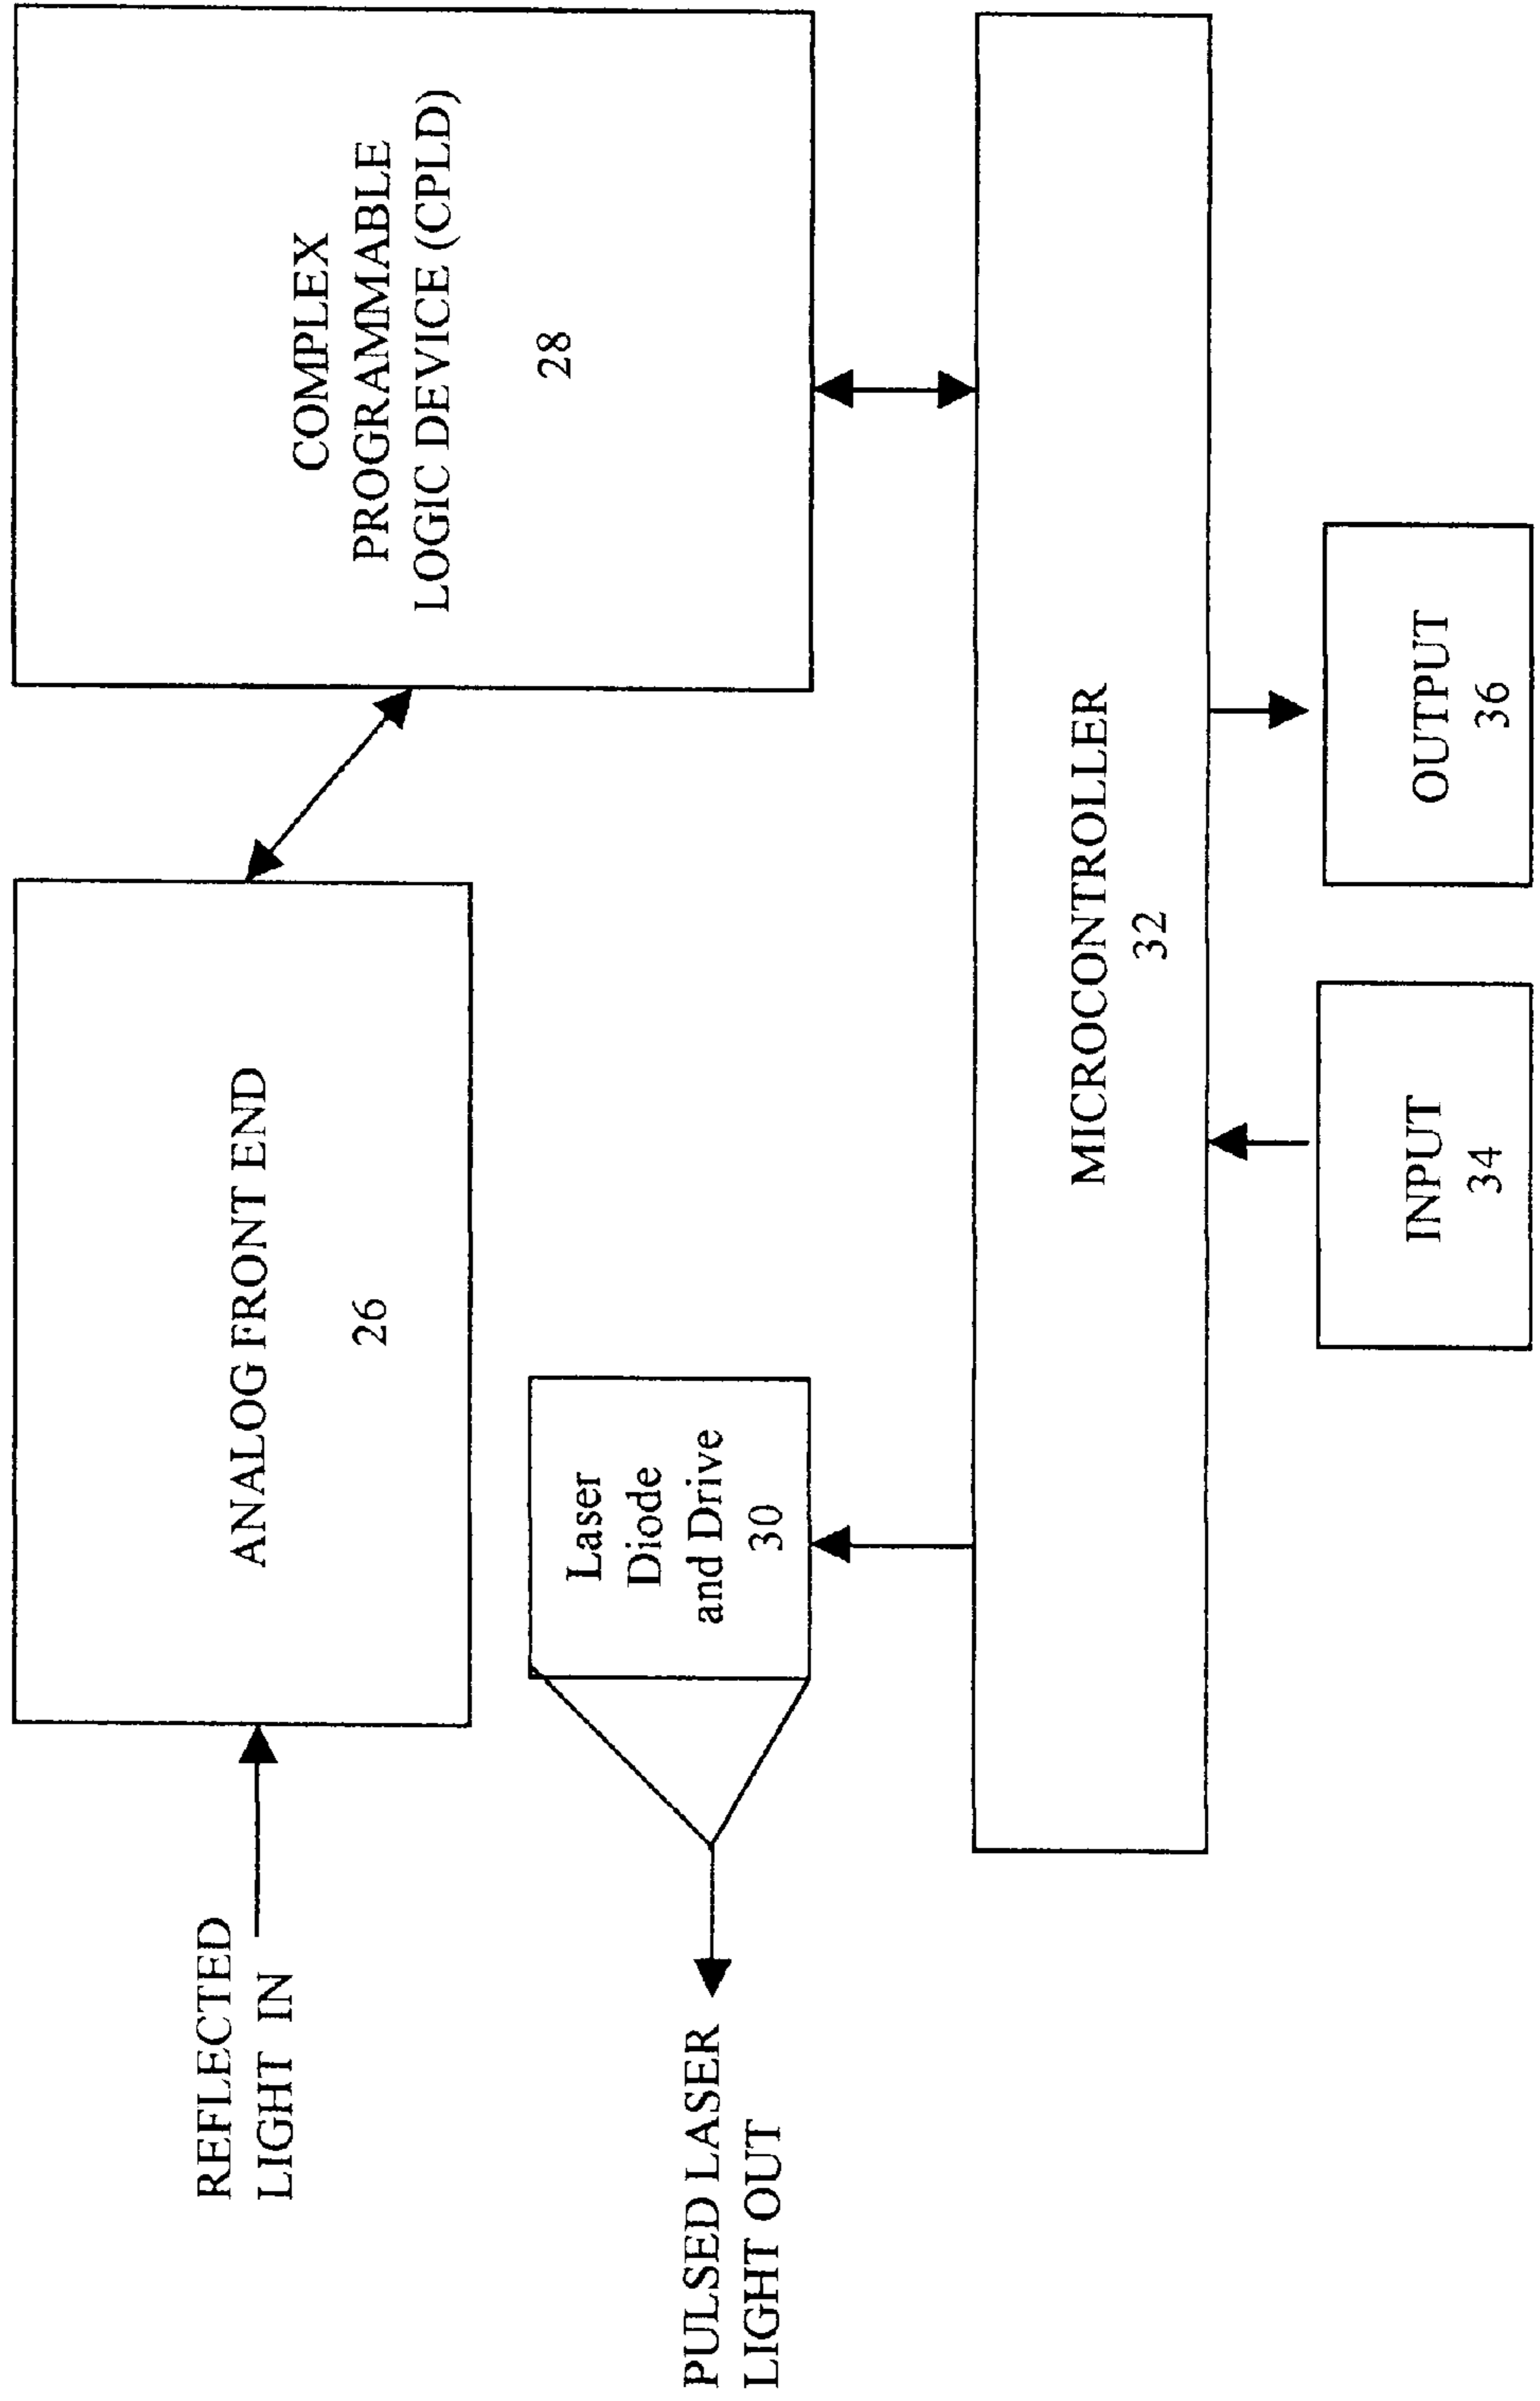 REFLECTED
LIGHT IN
ANALOG FRONT END
26
COMPLEX
PROGRAMMABLE
LOGIC DEVICE (CPLD)
28
PULSED LASER
LIGHT OUT
Laser
Diode
and Drive
30
MICROCONTROLLER
32
INPUT
34
OUTPUT
36